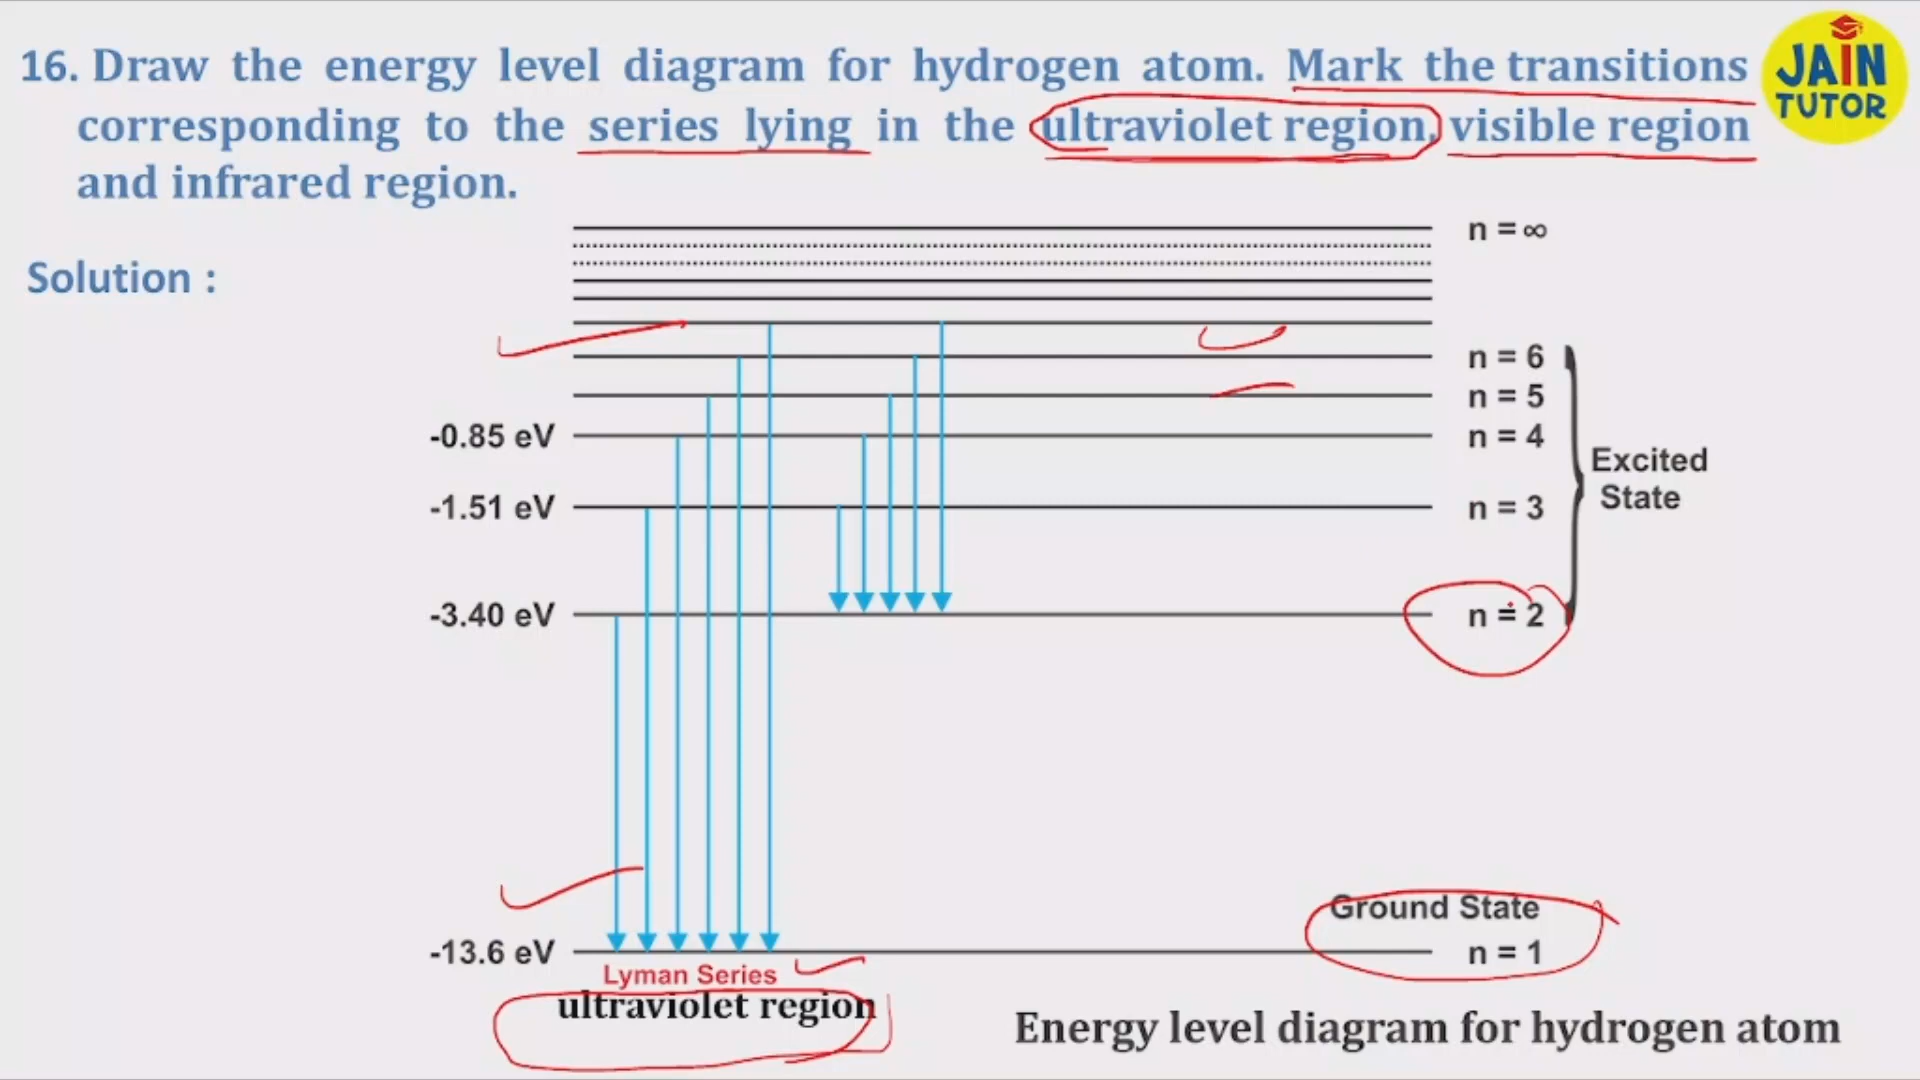 16. Draw the energy level diagram for hydrogen atom. Mark the transitions
corresponding to the series lying in the ultraviolet region, visible region
and infrared region.
JAIN
TUTOR
Solution :
n = ∞
n = 6
n = 5
-0.85 eV n = 4
Excited
State
-1.51 eV n = 3
-3.40 eV n = 2
Ground State
-13.6 eV n = 1
Lyman Series
ultraviolet region
Energy level diagram for hydrogen atom